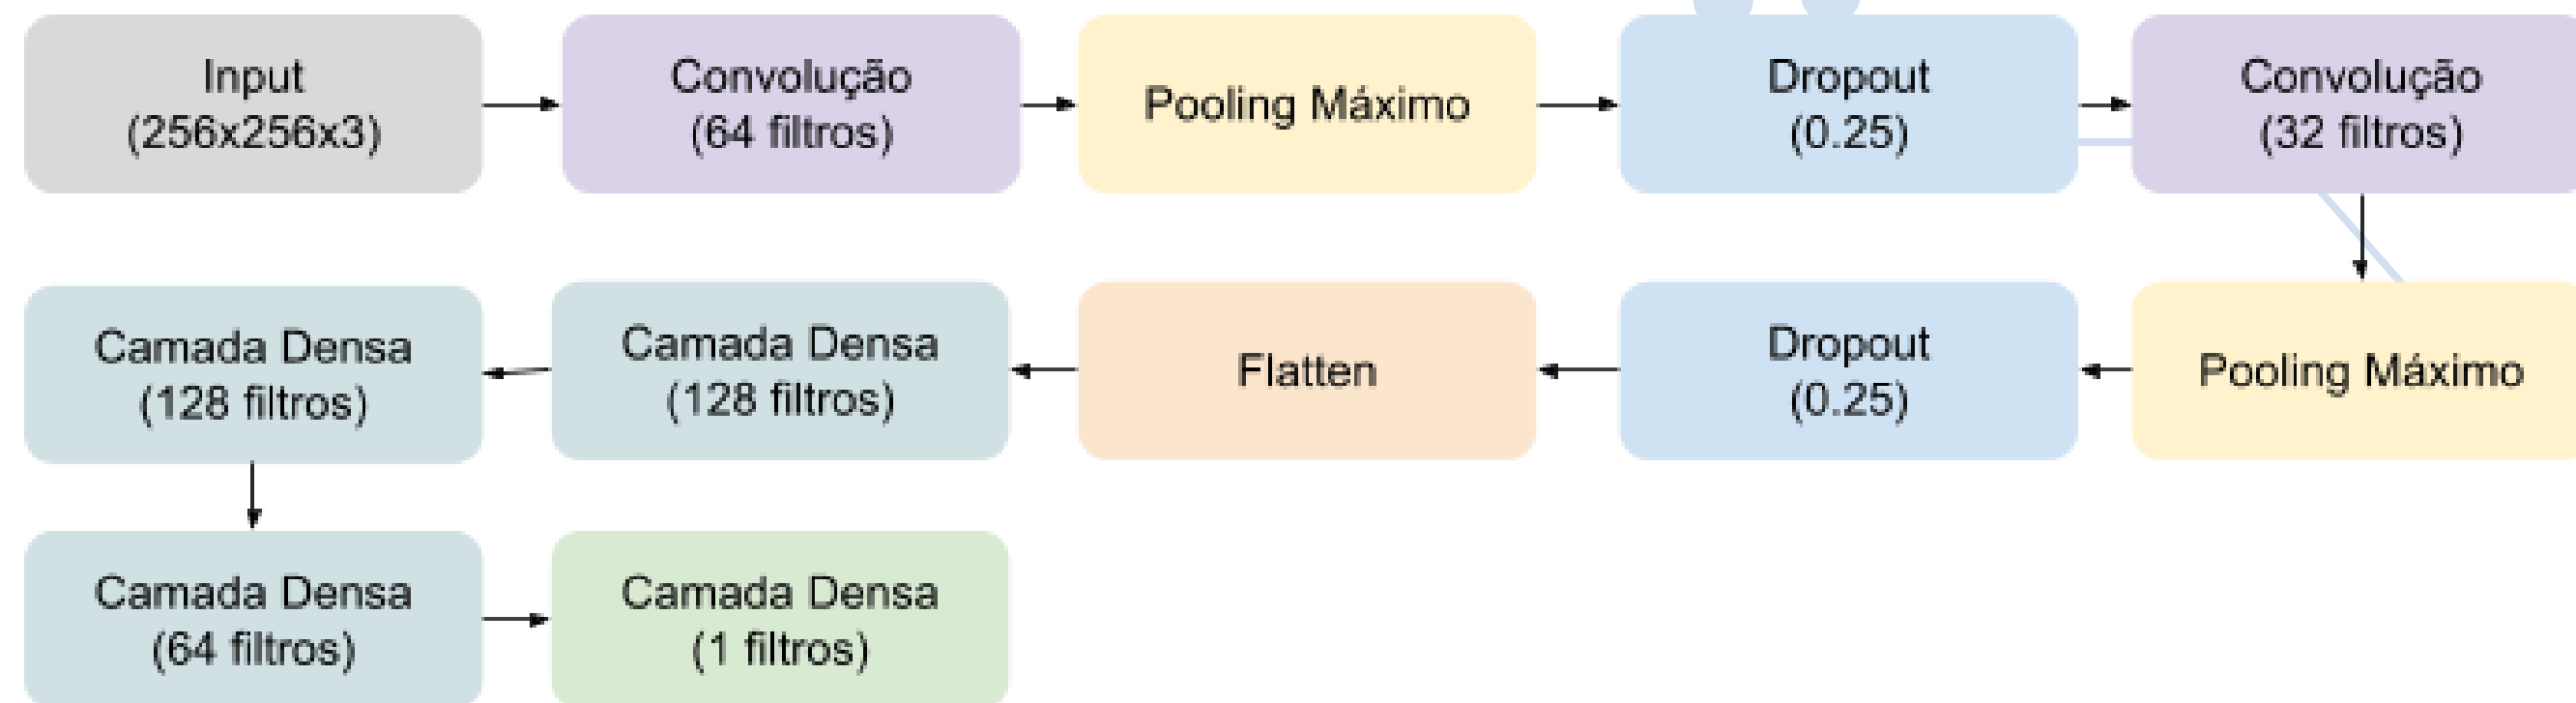 Input
(256x256x3)
Convolução
(64 filtros)
Pooling Máximo
Dropout
(0.25)
Convolução
(32 filtros)
Pooling Máximo
Dropout
(0.25)
Flatten
Camada Densa
(128 filtros)
Camada Densa
(128 filtros)
Camada Densa
(64 filtros)
Camada Densa
(1 filtros)